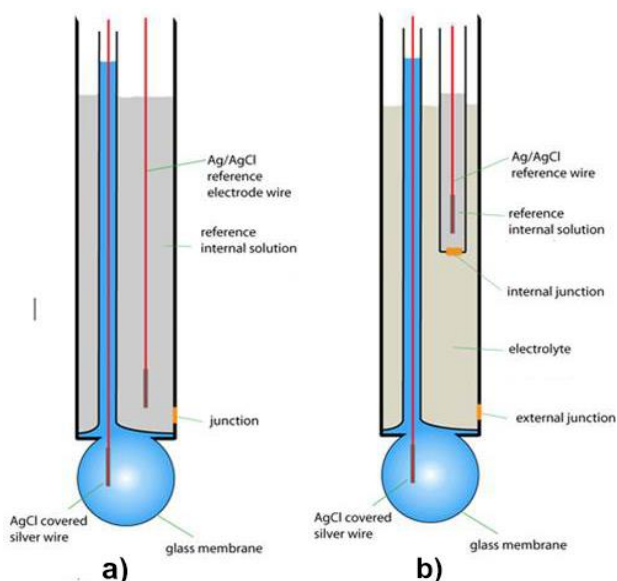 Ag/AgCl
reference
electrode wire
reference
internal solution
junction
AgCl covered
silver wire
glass membrane
a)
Ag/AgCl
reference wire
reference
internal solution
internal junction
electrolyte
external junction
AgCl covered
silver wire
glass membrane
b)